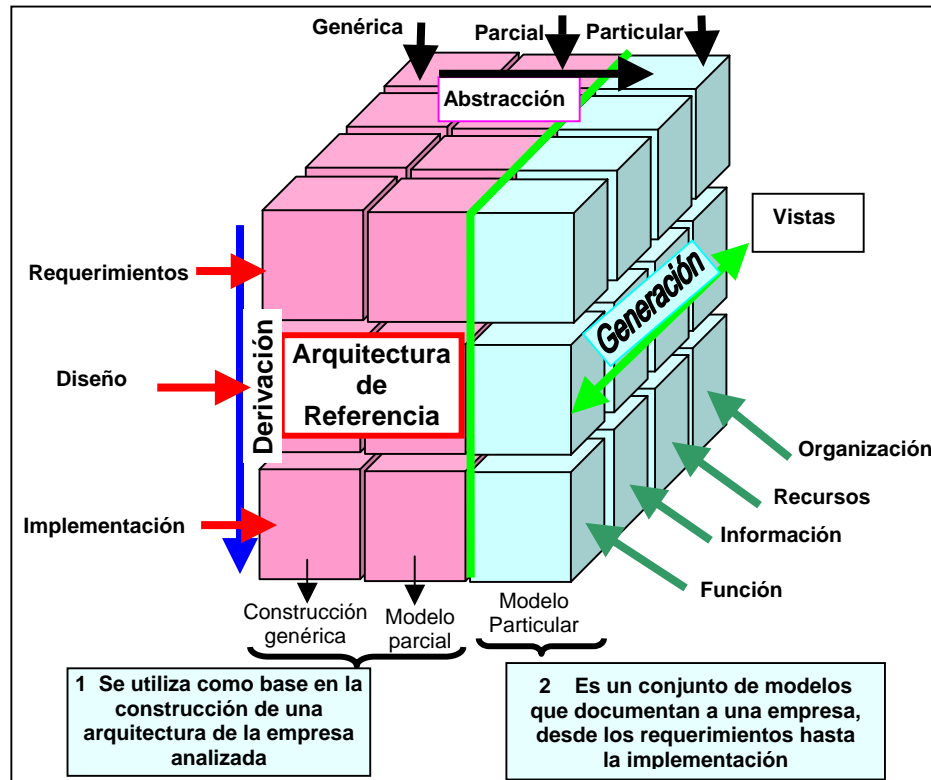 Genérica
Parcial
Particular
Abstracción
Vistas
Requerimientos
Generación
Derivación
Arquitectura
de
Referencia
Diseño
Organización
Recursos
Implementación
Información
Función
Construcción
genérica
Modelo
parcial
Modelo
Particular
1 Se utiliza como base en la
construcción de una
arquitectura de la empresa
analizada
2 Es un conjunto de modelos
que documentan a una empresa,
desde los requerimientos hasta
la implementación